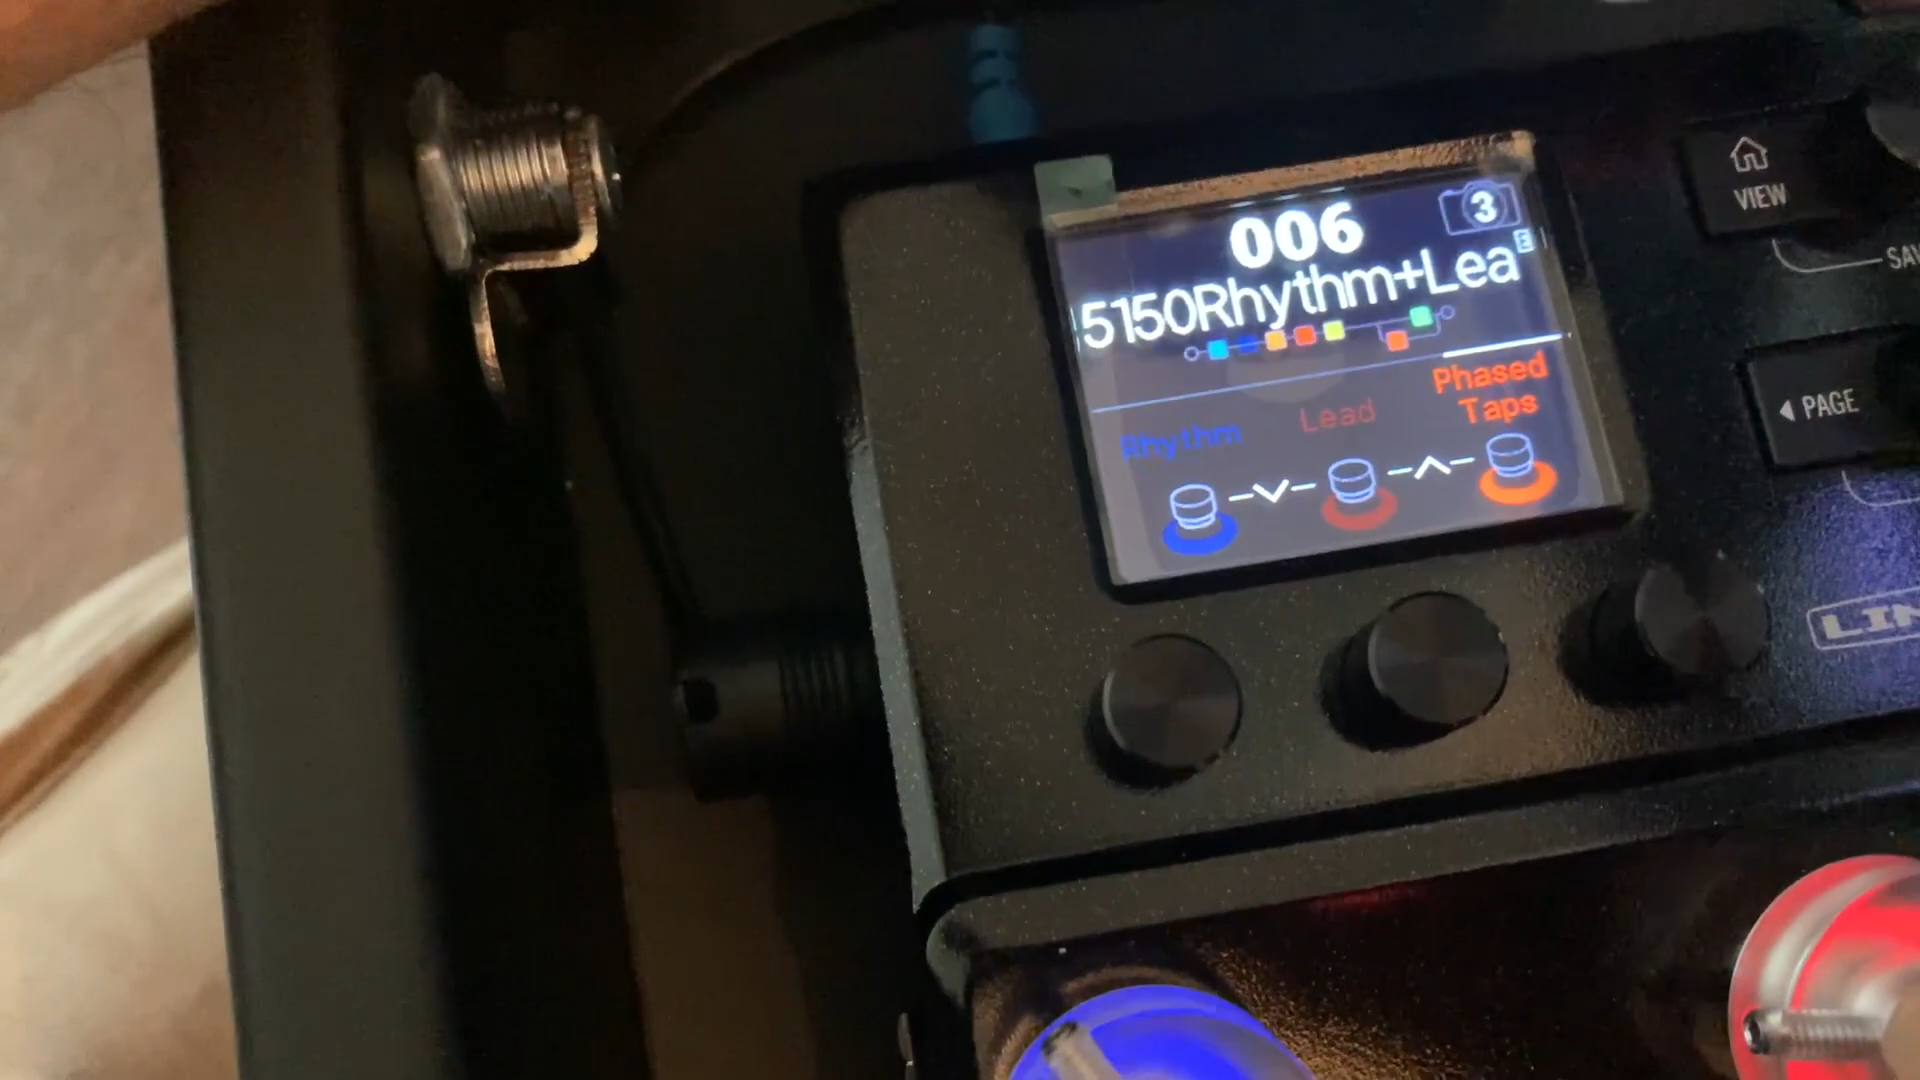 006
3
E
5150Rhythm+Lea
Phased
Taps
Lead
Rhythm
VIEW
SAV
PAGE
LIN